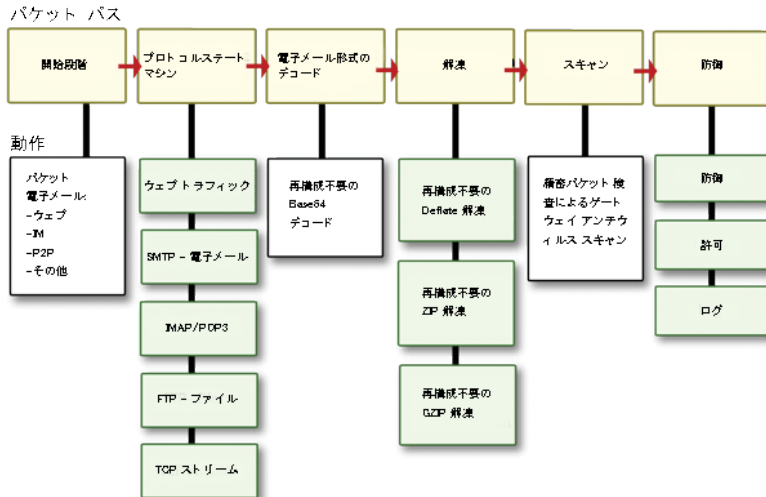 パケット パス
開始段階
プロトコルステート
マシン
電子メール形式の
デコード
解凍
スキャン
防御
動作
パケット
電子メール:
-ウェブ
-IM
-P2P
-その他
ウェブ トラフィック
SMTP - 電子メール
IMAP/POP3
FTP - ファイル
TCP ストリーム
再構成不要の
Base64
デコード
再構成不要の
Deflate 解凍
再構成不要の
ZIP 解凍
再構成不要の
GZIP 解凍
精密パケット 検
査によるゲート
ウェイ アンチウ
ィルス スキャン
防御
許可
ログ